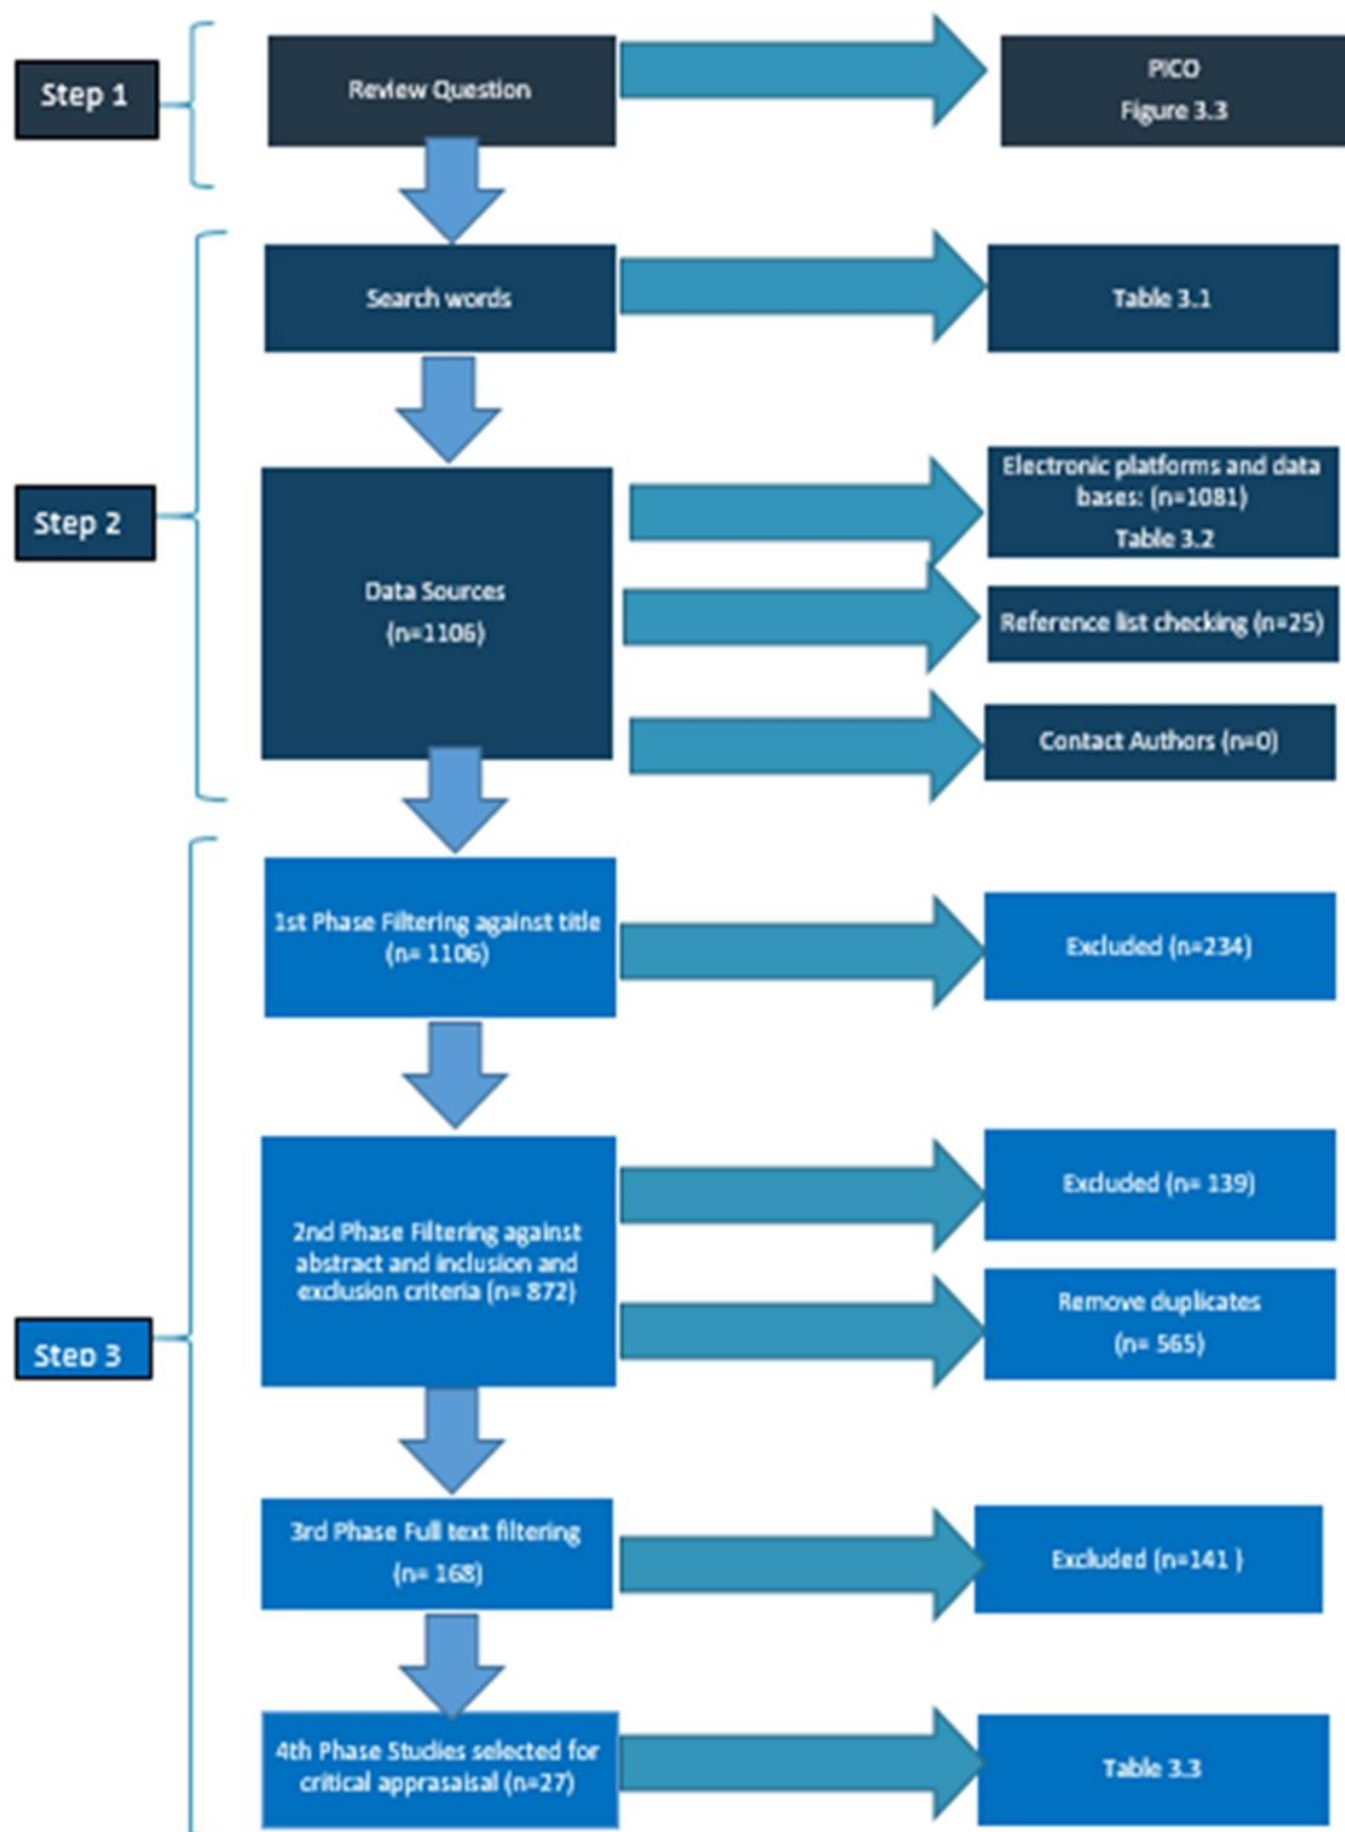 Step 1
Review Question
PICO
Figure 3.3
Step 2
Search words
Table 3.1
Data Sources
(n=1106)
Electronic platforms and data
bases: (n=1081)
Table 3.2
Reference list checking (n=25)
Contact Authors (n=0)
Step 3
1st Phase Filtering against title
(n= 1106)
Excluded (n=234)
2nd Phase Filtering against
abstract and inclusion and
exclusion criteria (n= 872)
Excluded (n= 139)
Remove duplicates
(n= 565)
3rd Phase Full text filtering
(n= 168)
Excluded (n=141 )
4th Phase Studies selected for
critical apprasaisal (n=27)
Table 3.3